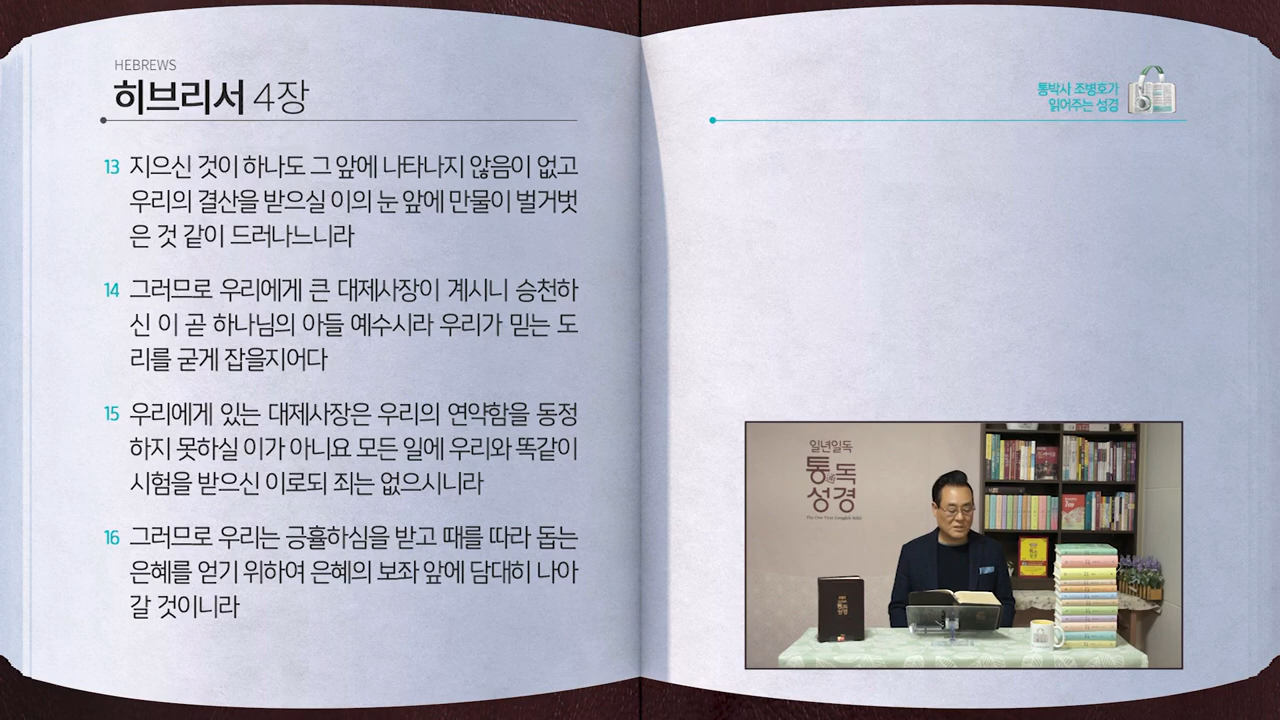 HEBREWS
히브리서 4장
13 지으신 것이 하나도 그 앞에 나타나지 않음이 없고
우리의 결산을 받으실 이의 눈 앞에 만물이 벌거벗
은 것 같이 드러나느니라
14 그러므로 우리에게 큰 대제사장이 계시니 승천하
신 이 곧 하나님의 아들 예수시라 우리가 믿는 도
리를 굳게 잡을지어다
15 우리에게 있는 대제사장은 우리의 연약함을 동정
하지 못하실 이가 아니요 모든 일에 우리와 똑같이
시험을 받으신 이로되 죄는 없으시니라
16 그러므로 우리는 긍휼하심을 받고 때를 따라 돕는
은혜를 얻기 위하여 은혜의 보좌 앞에 담대히 나아
갈 것이니라
통박사 조병호가
읽어주는 성경
일년일독
통독
성경